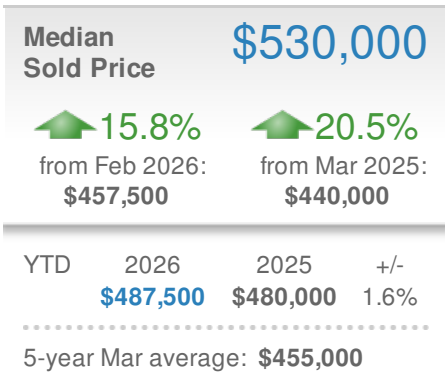 Median $530,000
Sold Price
15.8% 20.5%
from Feb 2026: from Mar 2025:
$457,500 $440,000
YTD 2026 2025 +/-
$487,500 $480,000 1.6%
5-year Mar average: $455,000